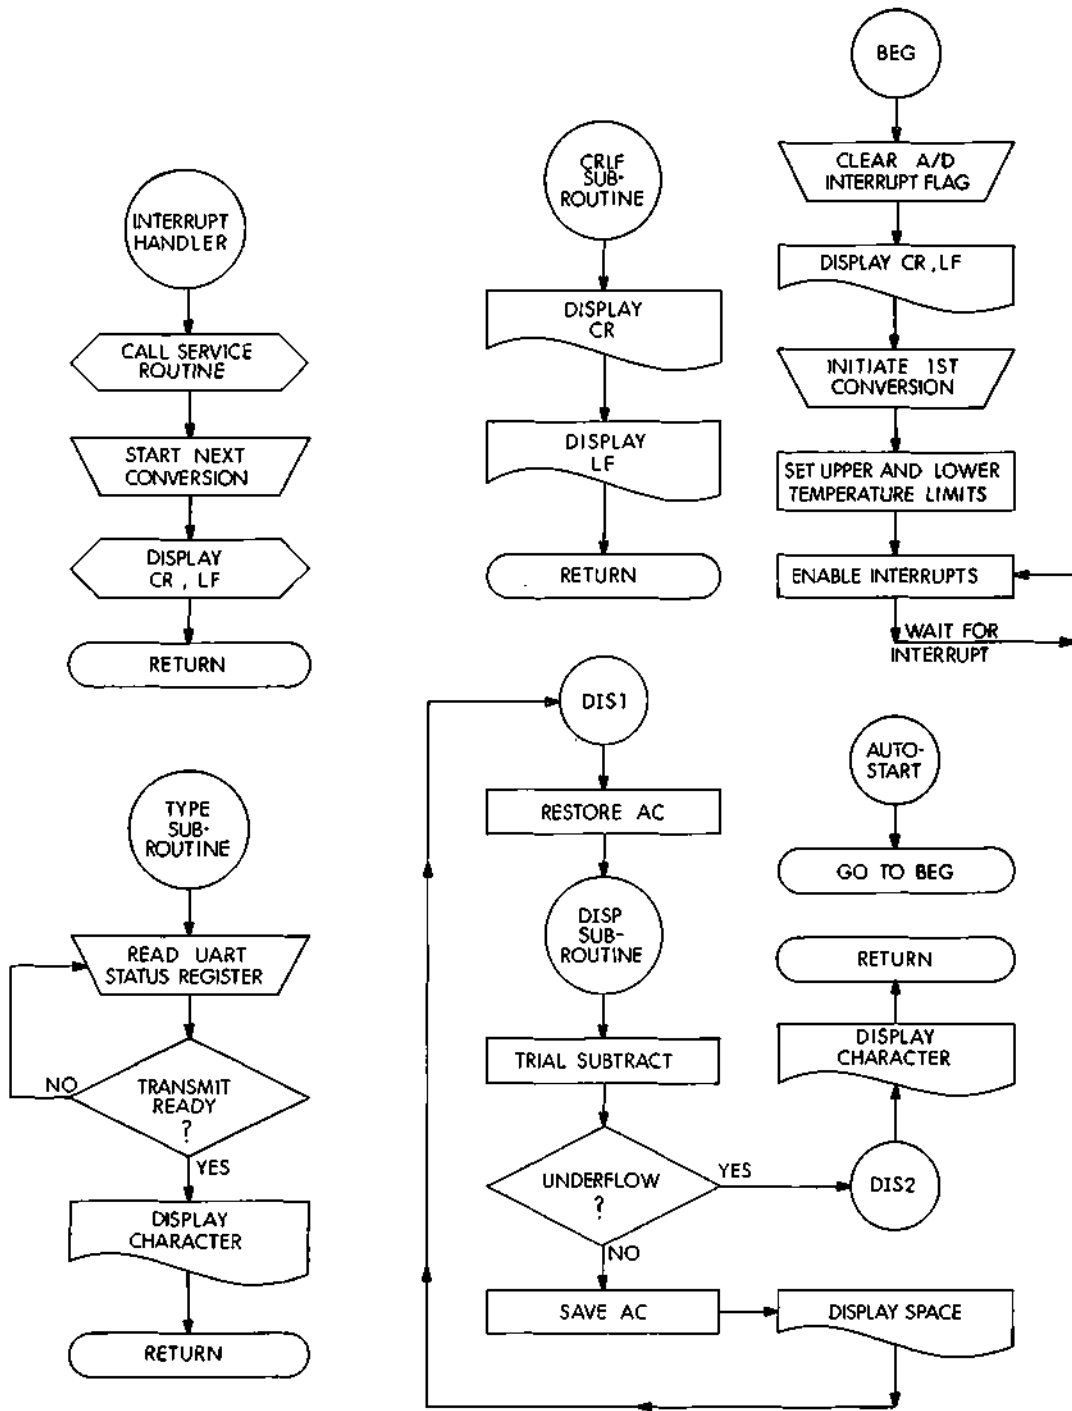 INTERRUPT
HANDLER
CALL SERVICE
ROUTINE
START NEXT
CONVERSION
DISPLAY
CR , LF
RETURN
CRLF
SUB-
ROUTINE
DISPLAY
CR
DISPLAY
LF
RETURN
BEG
CLEAR A/D
INTERRUPT FLAG
DISPLAY CR , LF
INITIATE 1ST
CONVERSION
SET UPPER AND LOWER
TEMPERATURE LIMITS
ENABLE INTERRUPTS
WAIT FOR
INTERRUPT
TYPE
SUB-
ROUTINE
READ UART
STATUS REGISTER
TRANSMIT
READY
?
NO
YES
DISPLAY
CHARACTER
RETURN
DIS1
RESTORE AC
DISP
SUB-
ROUTINE
TRIAL SUBTRACT
UNDERFLOW
?
YES
NO
SAVE AC
DISPLAY SPACE
AUTO-
START
GO TO BEG
RETURN
DISPLAY
CHARACTER
DIS2